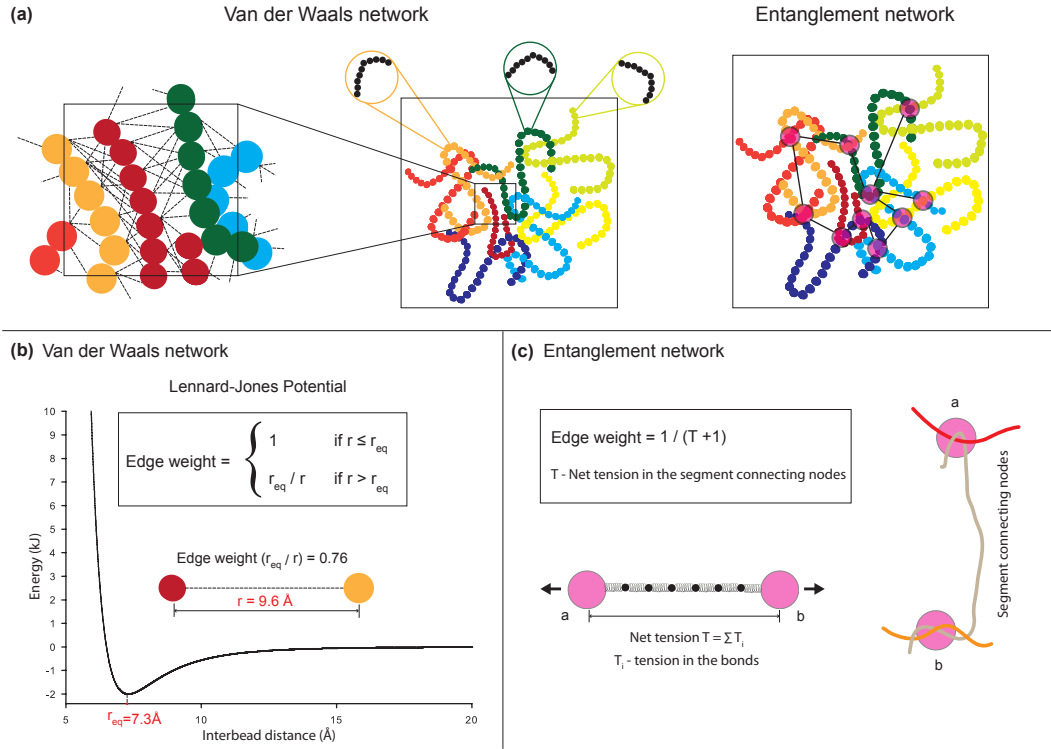 (a)
Van der Waals network
Entanglement network
(b) Van der Waals network
Lennard-Jones Potential
Edge weight =
1 if r ≤ r_eq
r_eq / r if r > r_eq
Edge weight (r_eq / r) = 0.76
r = 9.6 Å
Energy (kJ)
10
9
8
7
6
5
4
3
2
1
0
-1
-2
r_eq=7.3Å
5
10
15
20
Interbead distance (Å)
(c) Entanglement network
Edge weight = 1 / (T +1)
T - Net tension in the segment connecting nodes
a
b
Net tension T = ∑ T_i
T_i - tension in the bonds
a
Segment connecting nodes
b